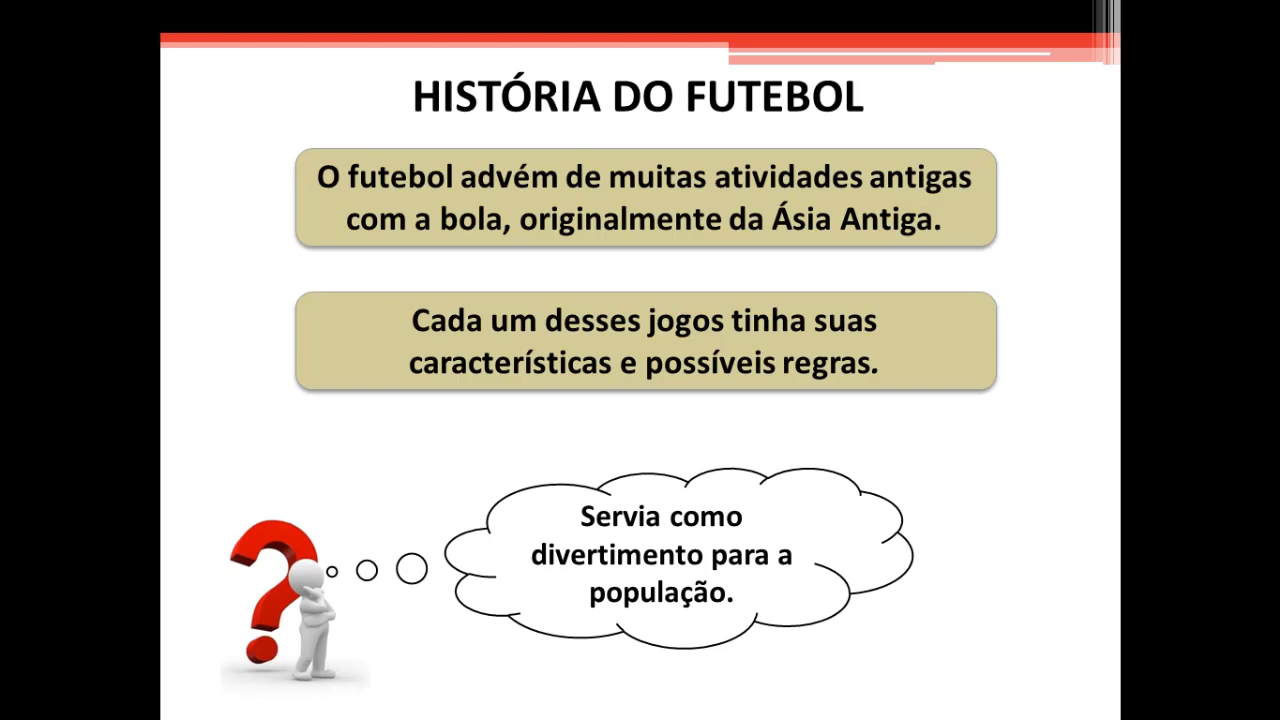 HISTÓRIA DO FUTEBOL
O futebol advém de muitas atividades antigas
com a bola, originalmente da Ásia Antiga.
Cada um desses jogos tinha suas
características e possíveis regras.
Servia como
divertimento para a
população.